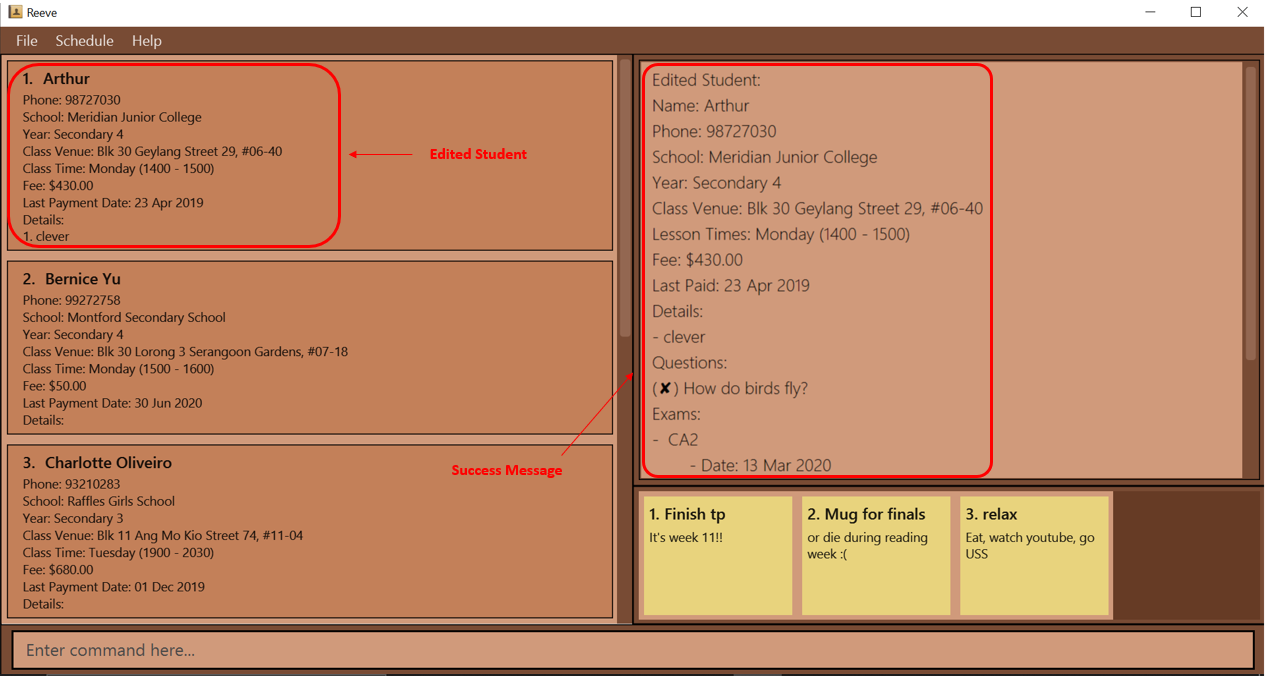 Reeve
File Schedule Help
1. Arthur
Phone: 98727030
School: Meridian Junior College
Year: Secondary 4
Class Venue: Blk 30 Geylang Street 29, #06-40
Class Time: Monday (1400 - 1500)
Fee: $430.00
Last Payment Date: 23 Apr 2019
Details:
1. clever
Edited Student
2. Bernice Yu
Phone: 99272758
School: Montford Secondary School
Year: Secondary 4
Class Venue: Blk 30 Lorong 3 Serangoon Gardens, #07-18
Class Time: Monday (1500 - 1600)
Fee: $50.00
Last Payment Date: 30 Jun 2020
Details:
3. Charlotte Oliveiro
Phone: 93210283
School: Raffles Girls School
Year: Secondary 3
Class Venue: Blk 11 Ang Mo Kio Street 74, #11-04
Class Time: Tuesday (1900 - 2030)
Fee: $680.00
Last Payment Date: 01 Dec 2019
Details:
Success Message
Edited Student:
Name: Arthur
Phone: 98727030
School: Meridian Junior College
Year: Secondary 4
Class Venue: Blk 30 Geylang Street 29, #06-40
Lesson Times: Monday (1400 - 1500)
Fee: $430.00
Last Paid: 23 Apr 2019
Details:
- clever
Questions:
(✘) How do birds fly?
Exams:
- CA2
- Date: 13 Mar 2020
1. Finish tp
It's week 11!!
2. Mug for finals
or die during reading
week :(
3. relax
Eat, watch youtube, go
USS
Enter command here...